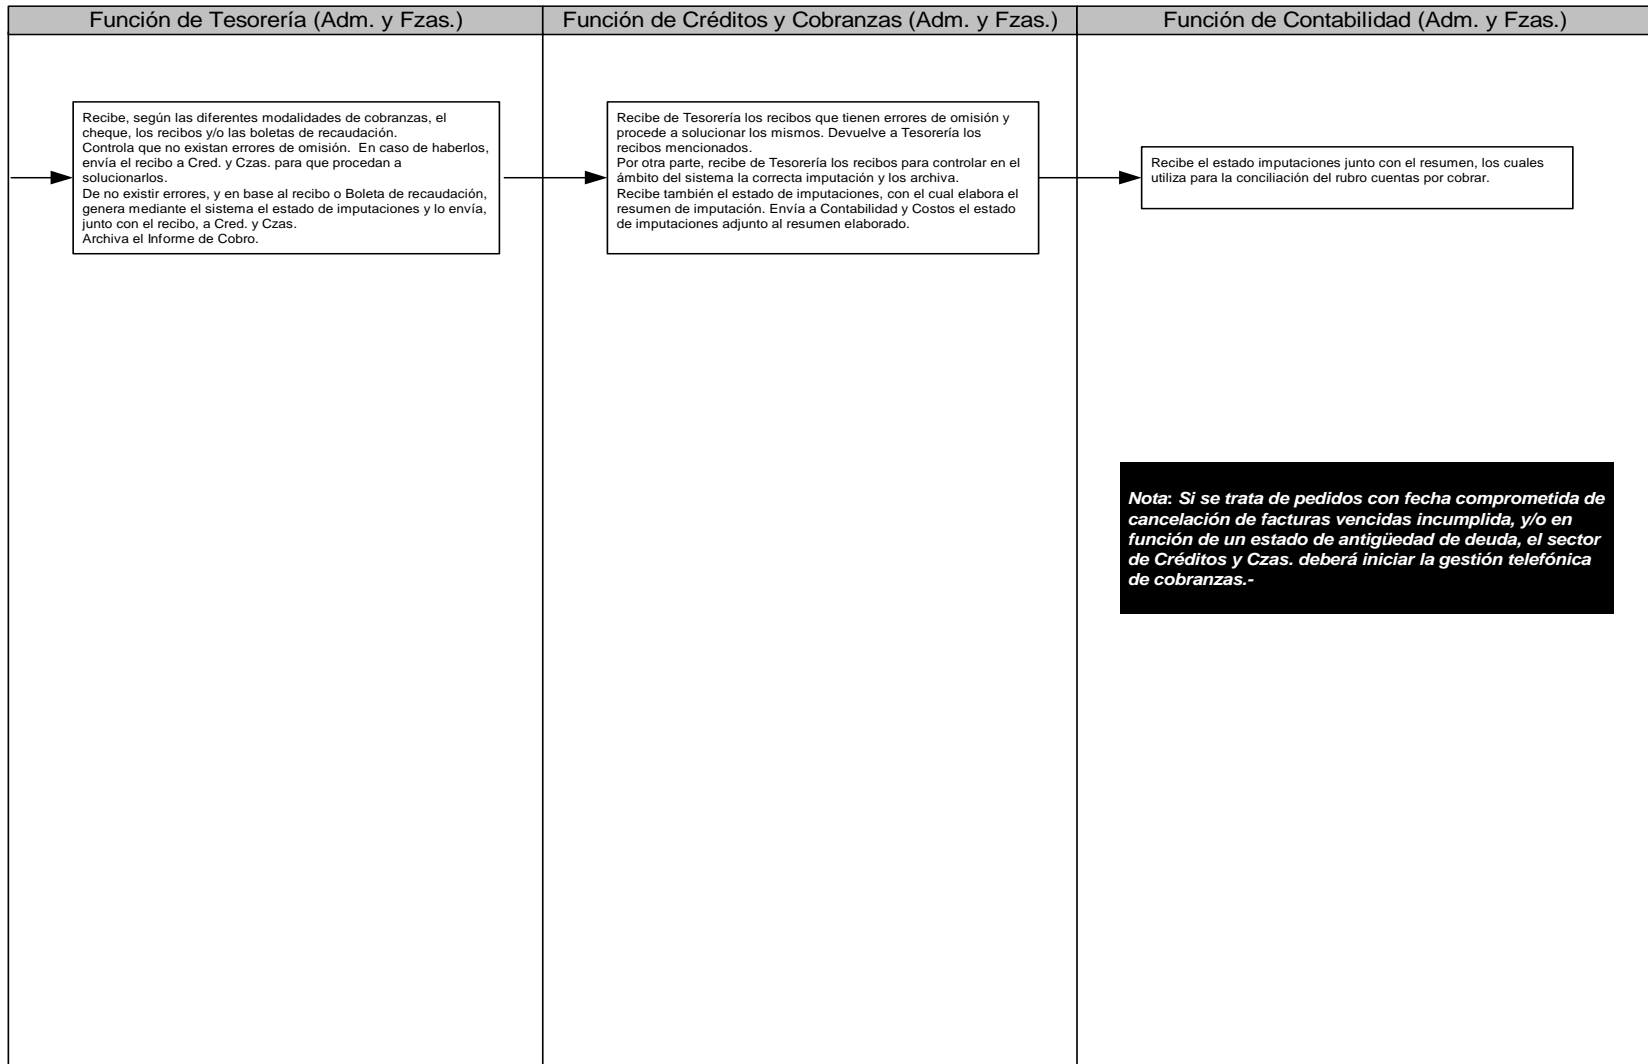 Función de Tesorería (Adm. y Fzas.)
Función de Créditos y Cobranzas (Adm. y Fzas.)
Función de Contabilidad (Adm. y Fzas.)
Recibe, según las diferentes modalidades de cobranzas, el
cheque, los recibos y/o las boletas de recaudación.
Controla que no existan errores de omisión. En caso de haberlos,
envía el recibo a Cred. y Czas. para que procedan a
solucionarlos.
De no existir errores, y en base al recibo o Boleta de recaudación,
genera mediante el sistema el estado de imputaciones y lo envía,
junto con el recibo, a Cred. y Czas.
Archiva el Informe de Cobro.
Recibe de Tesorería los recibos que tienen errores de omisión y
procede a solucionar los mismos. Devuelve a Tesorería los
recibos mencionados.
Por otra parte, recibe de Tesorería los recibos para controlar en el
ámbito del sistema la correcta imputación y los archiva.
Recibe también el estado de imputaciones, con el cual elabora el
resumen de imputación. Envía a Contabilidad y Costos el estado
de imputaciones adjunto al resumen elaborado.
Recibe el estado imputaciones junto con el resumen, los cuales
utiliza para la conciliación del rubro cuentas por cobrar.
Nota: Si se trata de pedidos con fecha comprometida de
cancelación de facturas vencidas incumplida, y/o en
función de un estado de antigüedad de deuda, el sector
de Créditos y Czas. deberá iniciar la gestión telefónica
de cobranzas.-